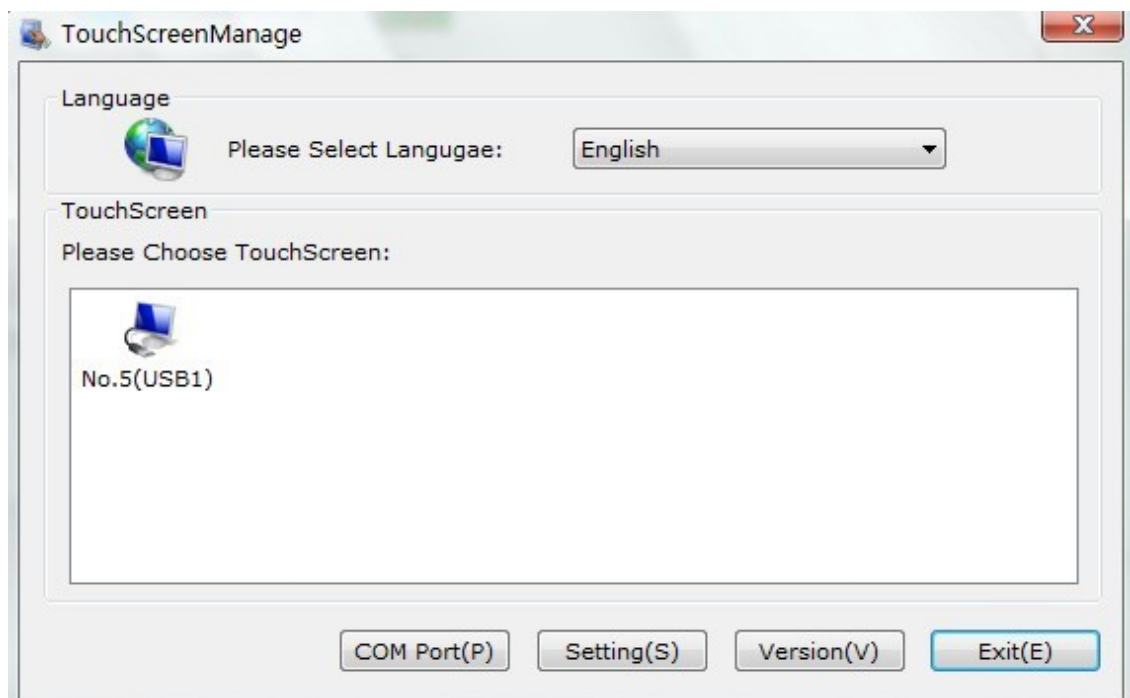 TouchScreenManage
Language
Please Select Langugae: English
TouchScreen
Please Choose TouchScreen:
No.5(USB1)
COM Port(P) Setting(S) Version(V) Exit(E)